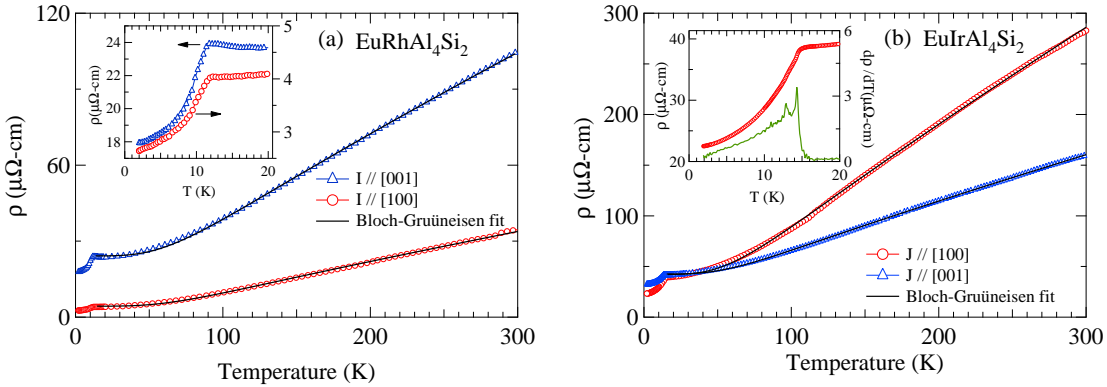 (a) EuRhAl4Si2
120
60
0
ρ (μΩ-cm)
0
100
200
300
Temperature (K)
I // [001]
I // [100]
Bloch-Gruüneisen fit
24
22
20
18
ρ(μΩ-cm)
5
4
3
0
10
20
T (K)
(b) EuIrAl4Si2
300
200
100
0
ρ (μΩ-cm)
0
100
200
300
Temperature (K)
J // [100]
J // [001]
Bloch-Gruüneisen fit
40
30
20
ρ (μΩ-cm)
6
3
0
dρ /dT(μΩ-cm)
0
10
20
T (K)